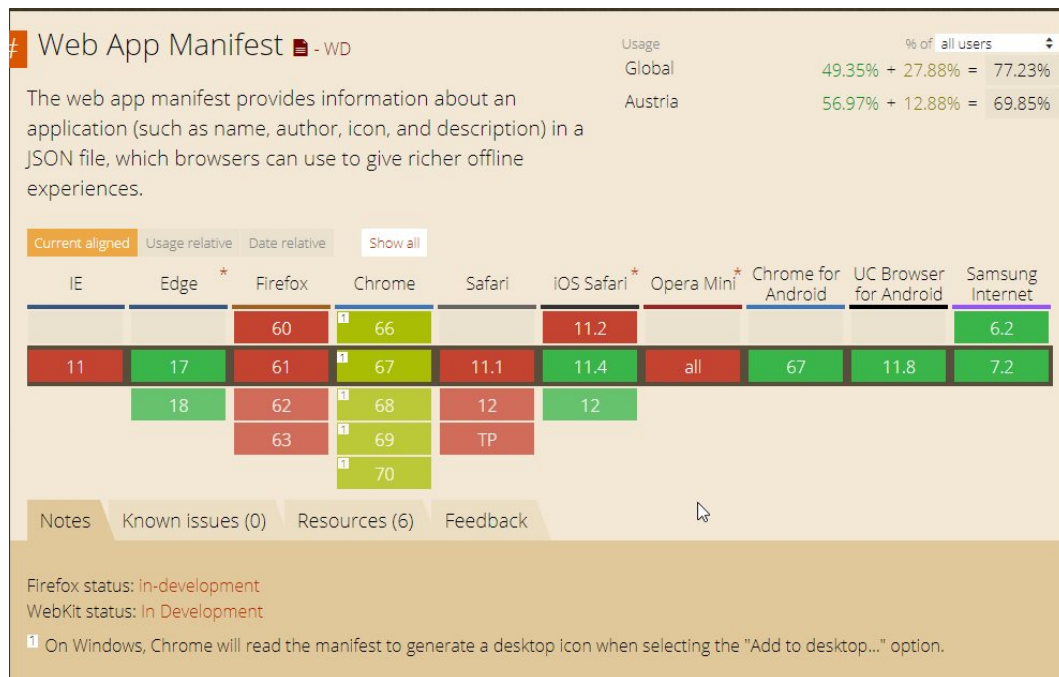 # Web App Manifest - WD
Usage % of all users
Global 49.35% + 27.88% = 77.23%
Austria 56.97% + 12.88% = 69.85%
The web app manifest provides information about an
application (such as name, author, icon, and description) in a
JSON file, which browsers can use to give richer offline
experiences.
Current aligned Usage relative Date relative Show all
IE Edge * Firefox Chrome Safari iOS Safari * Opera Mini * Chrome for Android UC Browser for Android Samsung Internet
60 1 66 11.2 6.2
11 17 61 1 67 11.1 11.4 all 67 11.8 7.2
18 62 1 68 12 12
63 1 69 TP
1 70
Notes Known issues (0) Resources (6) Feedback
Firefox status: in-development
WebKit status: In Development
1 On Windows, Chrome will read the manifest to generate a desktop icon when selecting the "Add to desktop..." option.